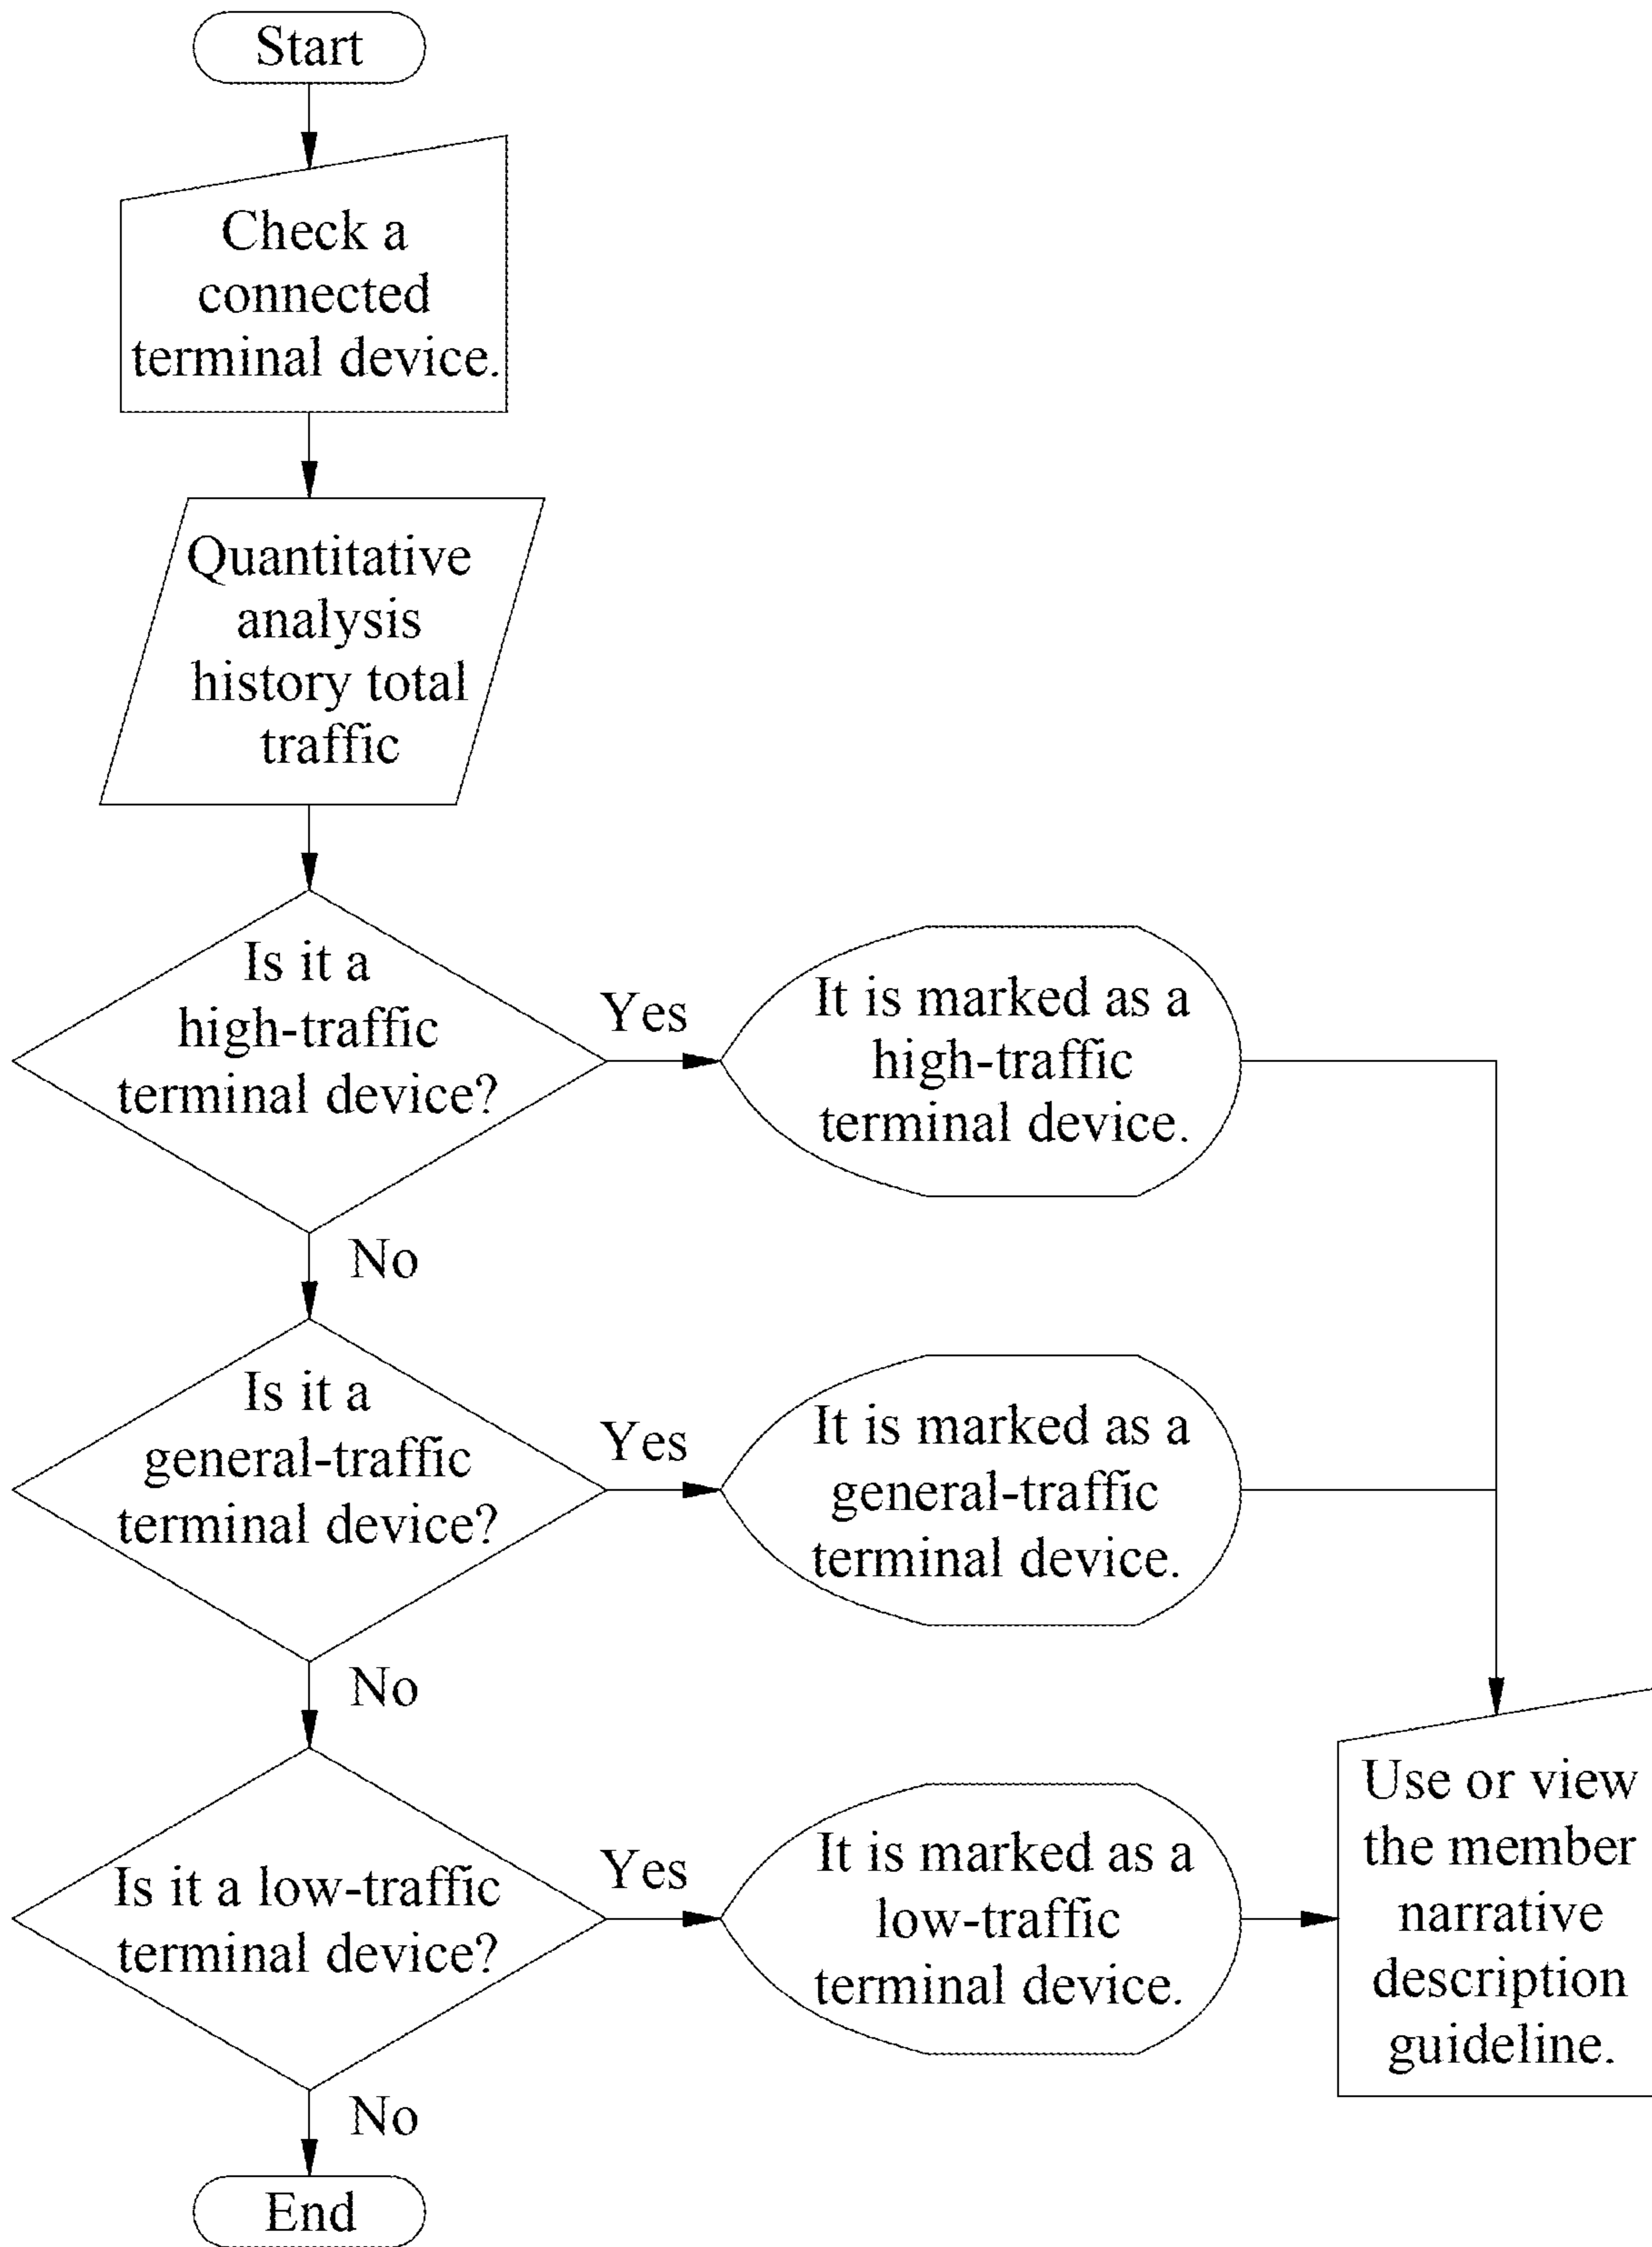 Start
Check a
connected
terminal device.
Quantitative
analysis
history total
traffic
Is it a
high-traffic
terminal device?
Yes
It is marked as a
high-traffic
terminal device.
No
Is it a
general-traffic
terminal device?
Yes
It is marked as a
general-traffic
terminal device.
No
Is it a low-traffic
terminal device?
Yes
It is marked as a
low-traffic
terminal device.
Use or view
the member
narrative
description
guideline.
No
End